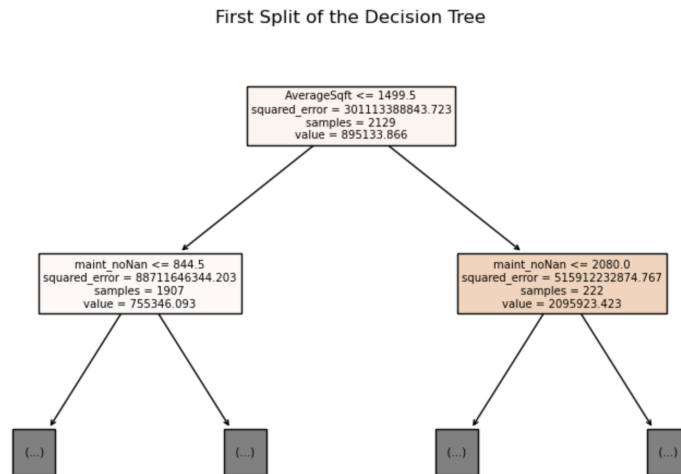 First Split of the Decision Tree
AverageSqft <= 1499.5
squared_error = 301113388843.723
samples = 2129
value = 895133.866
maint_noNan <= 844.5
squared_error = 88711646344.203
samples = 1907
value = 755346.093
maint_noNan <= 2080.0
squared_error = 515912232874.767
samples = 222
value = 2095923.423
(...)
(...)
(...)
(...)